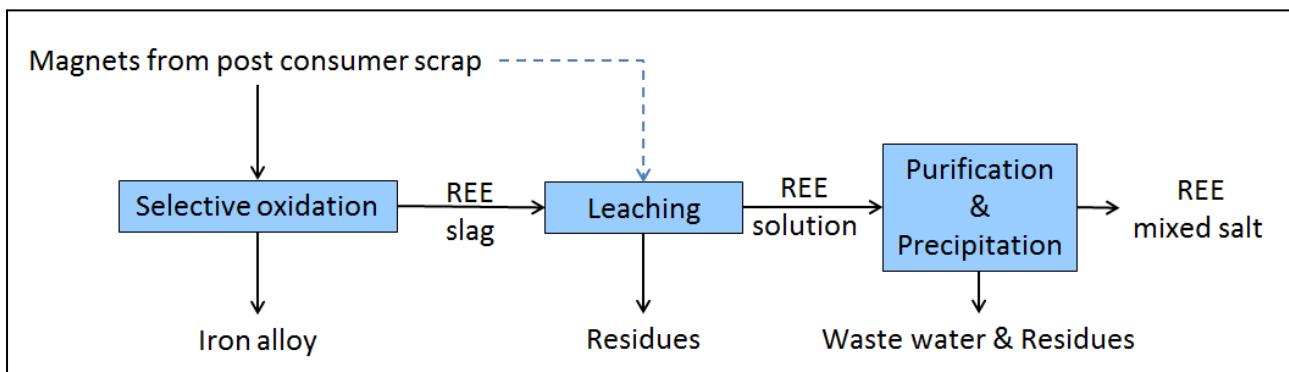 Magnets from post consumer scrap
Selective oxidation
REE
slag
Leaching
REE
solution
Purification
&
Precipitation
REE
mixed salt
Iron alloy
Residues
Waste water & Residues